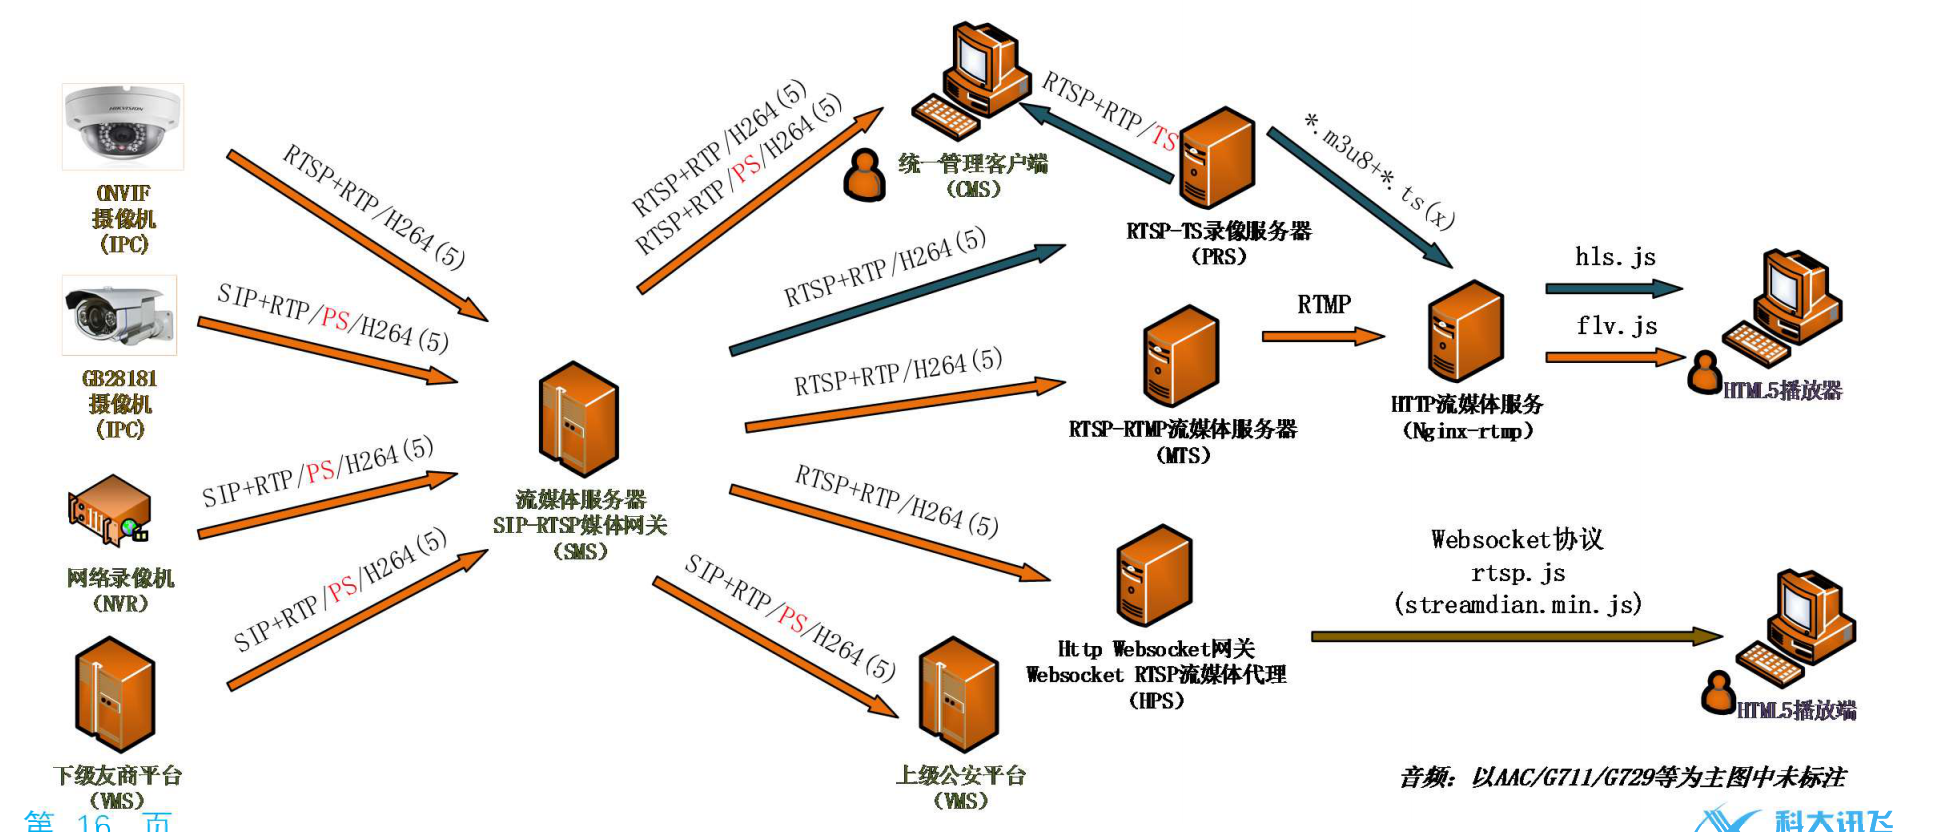 HIKVISION
ONVIF
摄像机
(IPC)
RTSP+RTP/H264(5)
GB28181
摄像机
(IPC)
SIP+RTP/PS/H264(5)
网络录像机
(NVR)
SIP+RTP/PS/H264(5)
下级友商平台
(VMS)
SIP+RTP/PS/H264(5)
流媒体服务器
SIP-RTSP媒体网关
(SMS)
RTSP+RTP/H264(5)
RTSP+RTP/PS/H264(5)
统一管理客户端
(CMS)
RTSP+RTP/TS
RTSP-TS录像服务器
(PRS)
*.m3u8+*.ts(x)
RTSP+RTP/H264(5)
RTSP+RTP/H264(5)
RTSP-RTMP流媒体服务器
(MTS)
RTMP
HTTP流媒体服务
(Nginx-rtmp)
hls.js
flv.js
HTML5播放器
RTSP+RTP/H264(5)
Http Websocket网关
Websocket RTSP流媒体代理
(HPS)
Websocket协议
rtsp.js
(streamdian.min.js)
HTML5播放端
SIP+RTP/PS/H264(5)
上级公安平台
(VMS)
音频：以AAC/G711/G729等为主图中未标注
第 16 页
科大讯飞